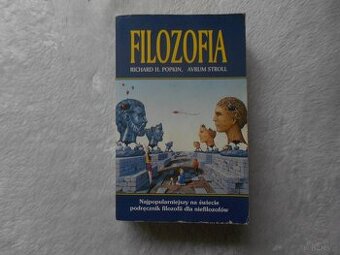 FILOZOFIA
RICHARD H. POPKIN, AVRUM STROLL
Najpopularniejszy na świecie
podręcznik filozofii dla niefilozofów